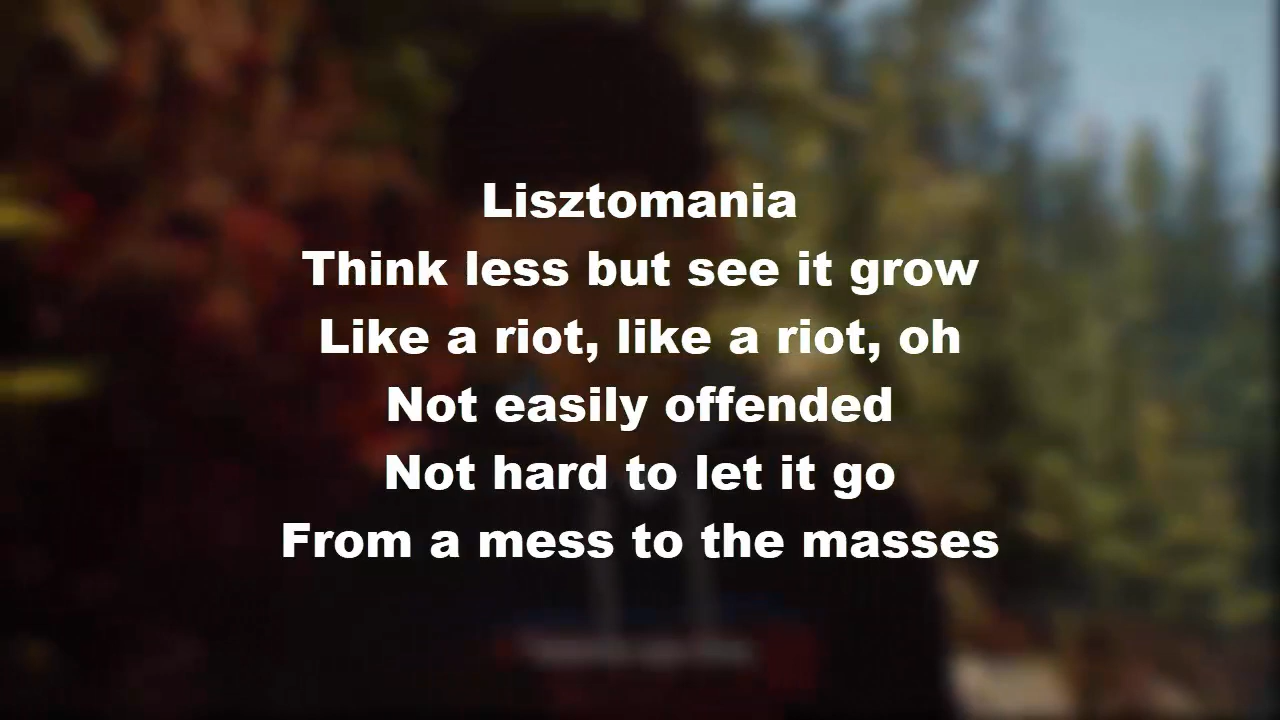 Lisztomania
Think less but see it grow
Like a riot, like a riot, oh
Not easily offended
Not hard to let it go
From a mess to the masses